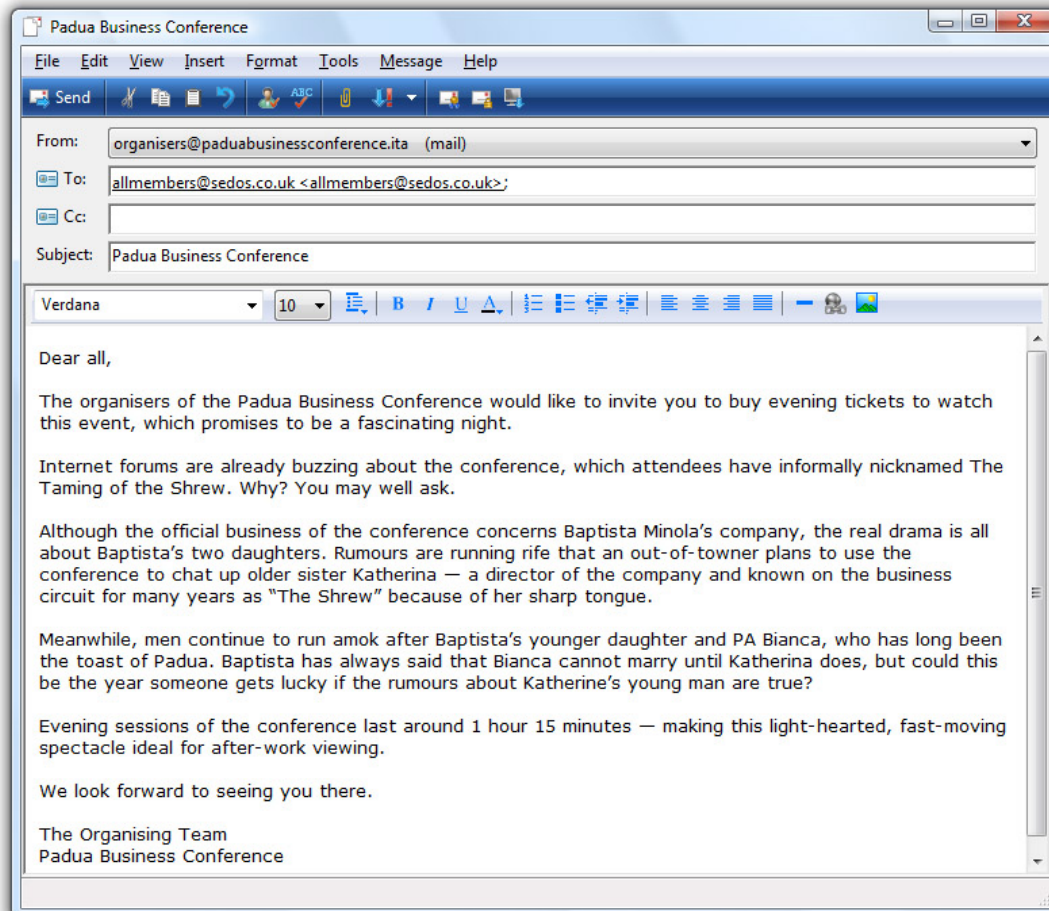 Padua Business Conference
File Edit View Insert Format Tools Message Help
Send ABC
From: organisers@paduabusinessconference.ita (mail)
To: allmembers@sedos.co.uk <allmembers@sedos.co.uk>;
Cc:
Subject: Padua Business Conference
Verdana 10 B I U A
Dear all,
The organisers of the Padua Business Conference would like to invite you to buy evening tickets to watch
this event, which promises to be a fascinating night.
Internet forums are already buzzing about the conference, which attendees have informally nicknamed The
Taming of the Shrew. Why? You may well ask.
Although the official business of the conference concerns Baptista Minola's company, the real drama is all
about Baptista's two daughters. Rumours are running rife that an out-of-towner plans to use the
conference to chat up older sister Katherina — a director of the company and known on the business
circuit for many years as “The Shrew” because of her sharp tongue.
Meanwhile, men continue to run amok after Baptista's younger daughter and PA Bianca, who has long been
the toast of Padua. Baptista has always said that Bianca cannot marry until Katherina does, but could this
be the year someone gets lucky if the rumours about Katherine's young man are true?
Evening sessions of the conference last around 1 hour 15 minutes — making this light-hearted, fast-moving
spectacle ideal for after-work viewing.
We look forward to seeing you there.
The Organising Team
Padua Business Conference